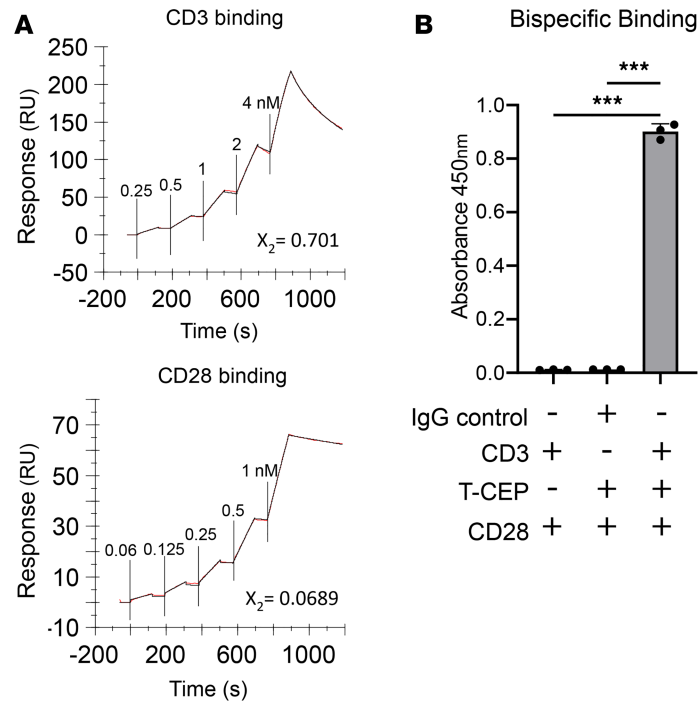 A
CD3 binding
Response (RU)
250
200
150
100
50
0
-50
0.25
0.5
1
2
4 nM
X2= 0.701
-200
200
600
1000
Time (s)
CD28 binding
Response (RU)
70
50
30
10
-10
0.06
0.125
0.25
0.5
1 nM
X2= 0.0689
-200
200
600
1000
Time (s)
B
Bispecific Binding
***
***
Absorbance 450nm
1.0
0.8
0.6
0.4
0.2
0.0
IgG control - + -
CD3 + - +
T-CEP - + +
CD28 + + +